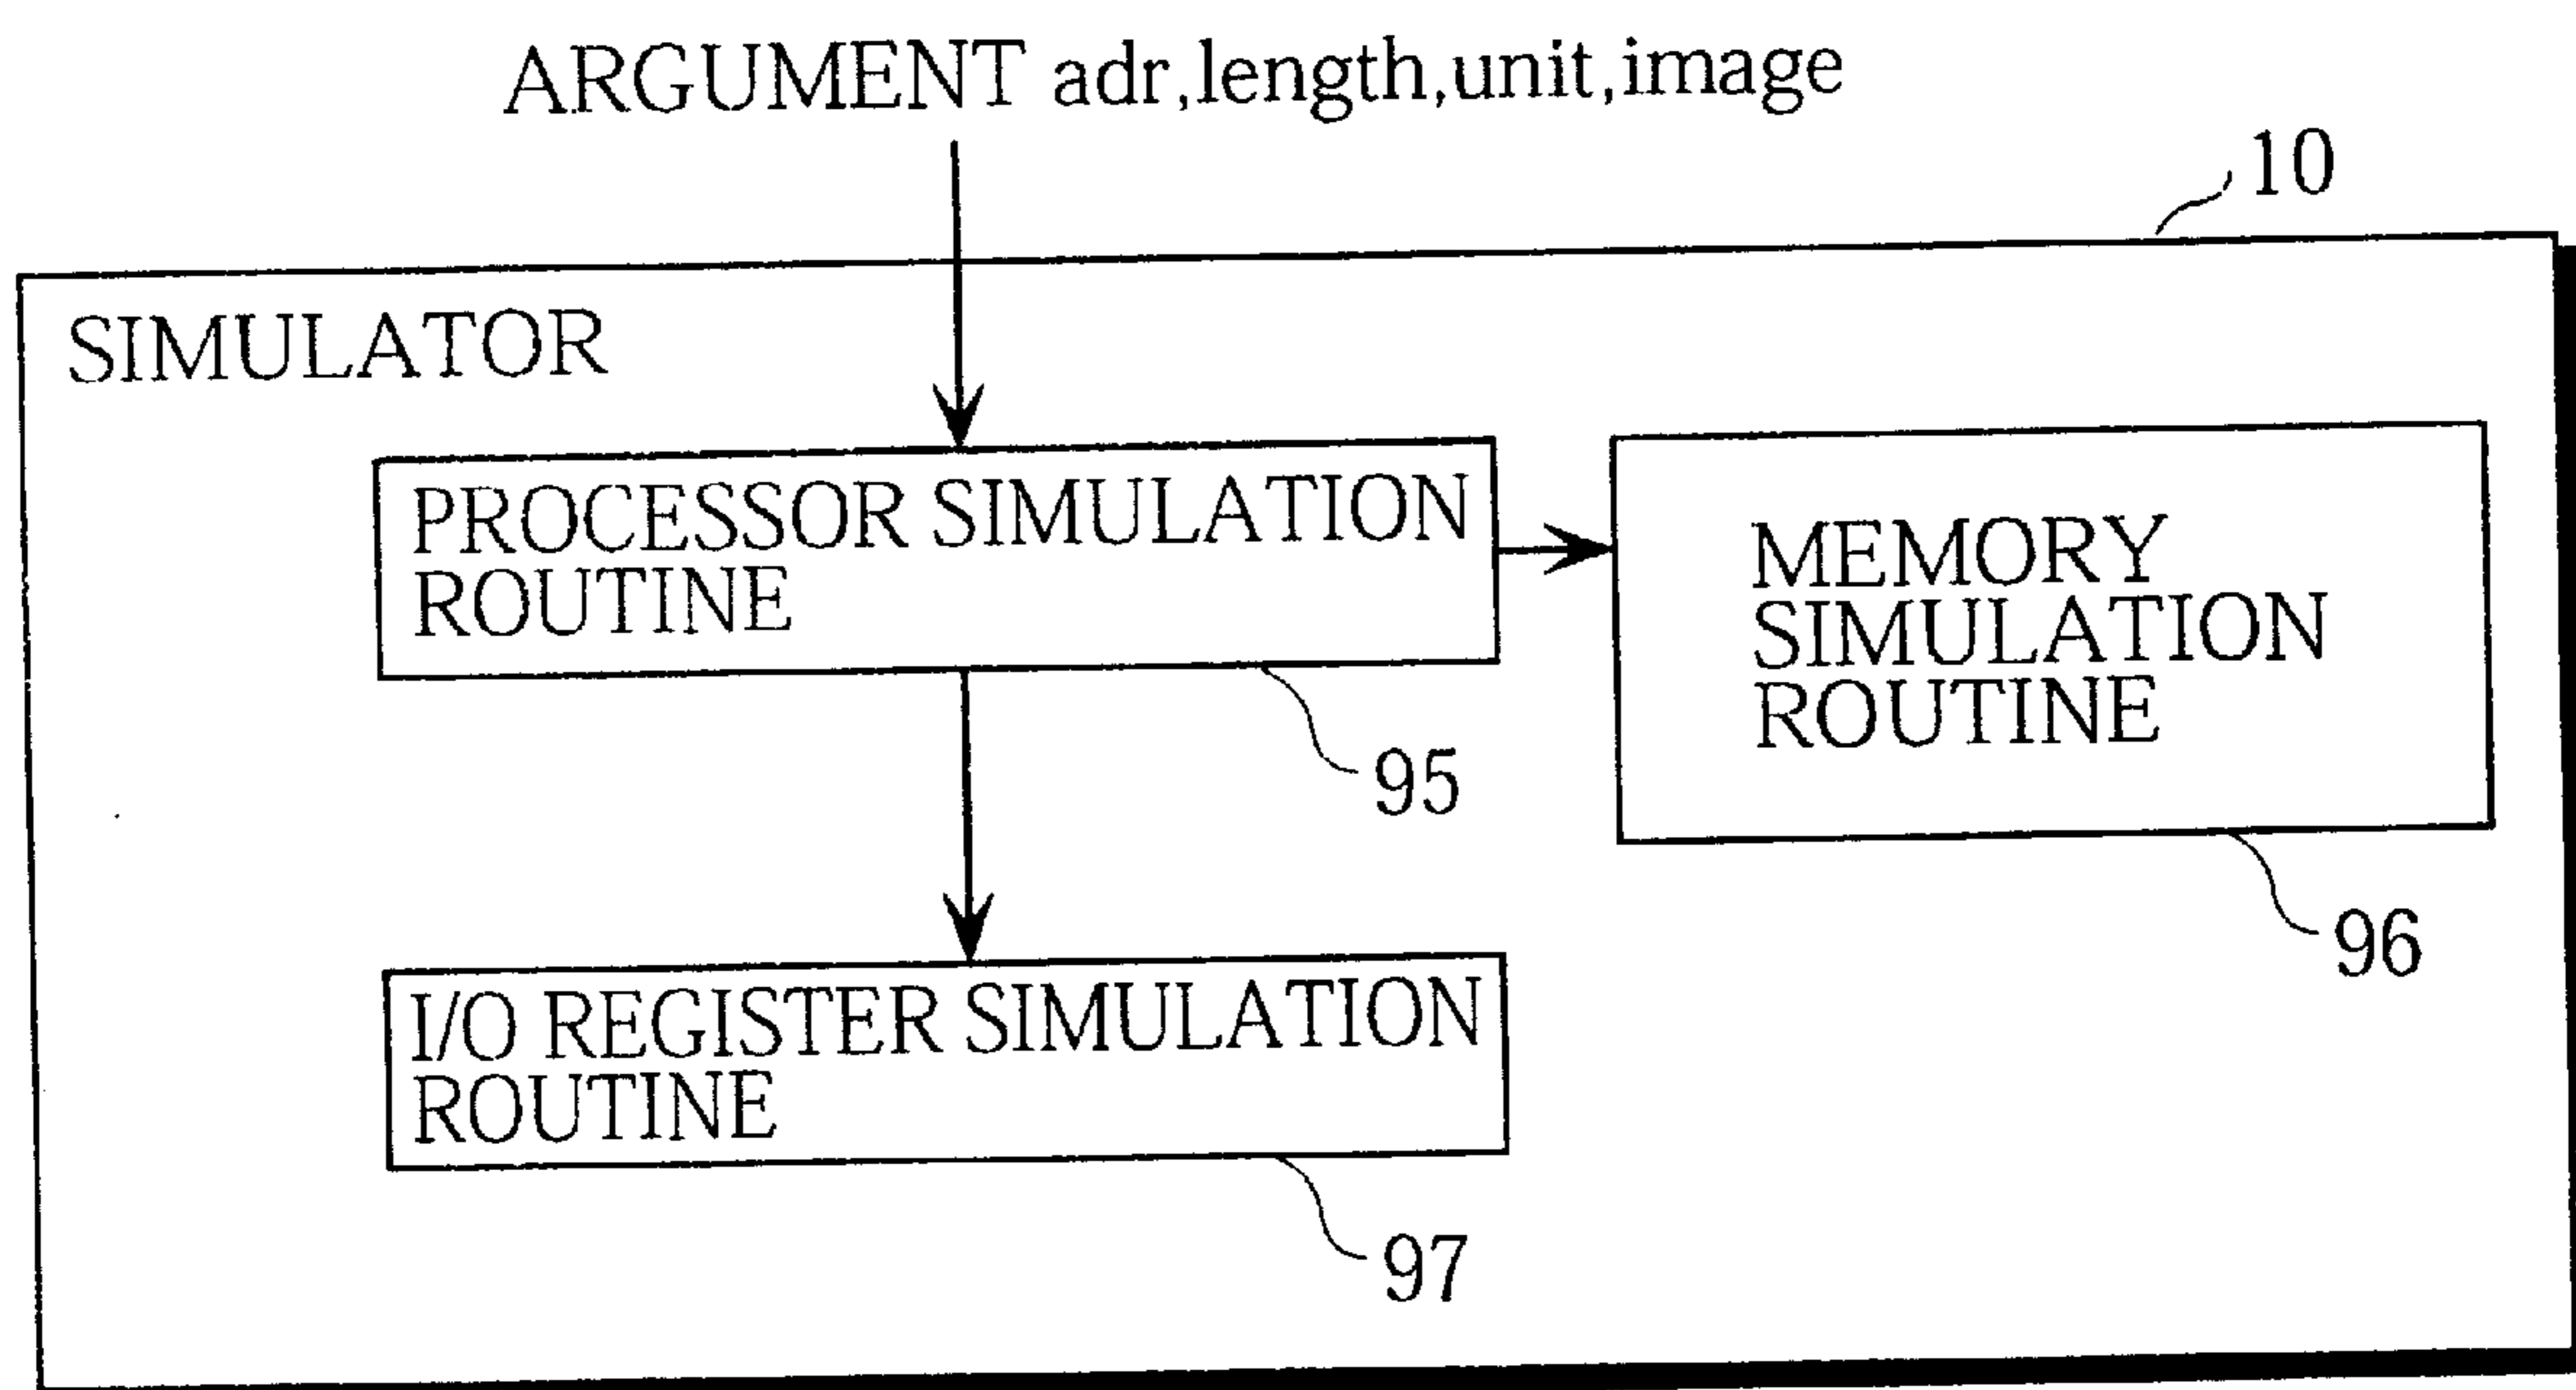 ARGUMENT adr,length,unit,image
10
SIMULATOR
PROCESSOR SIMULATION
ROUTINE
95
MEMORY
SIMULATION
ROUTINE
96
I/O REGISTER SIMULATION
ROUTINE
97